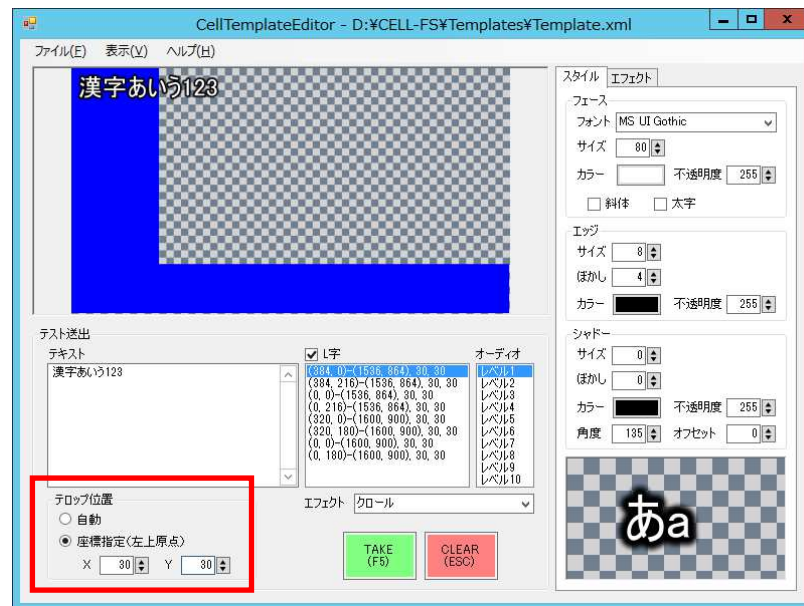 CellTemplateEditor - D:¥CELL-FS¥Templates¥Template.xml
ファイル(F) 表示(V) ヘルプ(H)
漢字あいう123
テスト送出
テキスト
漢字あいう123
L字
(384, 0)-(1536, 864), 30, 30
(384, 216)-(1536, 864), 30, 30
(0, 0)-(1536, 864), 30, 30
(0, 216)-(1536, 864), 30, 30
(320, 0)-(1600, 900), 30, 30
(320, 180)-(1600, 900), 30, 30
(0, 0)-(1600, 900), 30, 30
(0, 180)-(1600, 900), 30, 30
オーディオ
レベル1
レベル2
レベル3
レベル4
レベル5
レベル6
レベル7
レベル8
レベル9
レベル10
テロップ位置
自動
座標指定(左上原点)
X 30 Y 30
エフェクト クロール
TAKE
(F5)
CLEAR
(ESC)
スタイル エフェクト
フェース
フォント MS UI Gothic
サイズ 80
カラー 不透明度 255
斜体 太字
エッジ
サイズ 8
ぼかし 4
カラー 不透明度 255
シャドー
サイズ 0
ぼかし 0
カラー 不透明度 255
角度 135 オフセット 0
あa